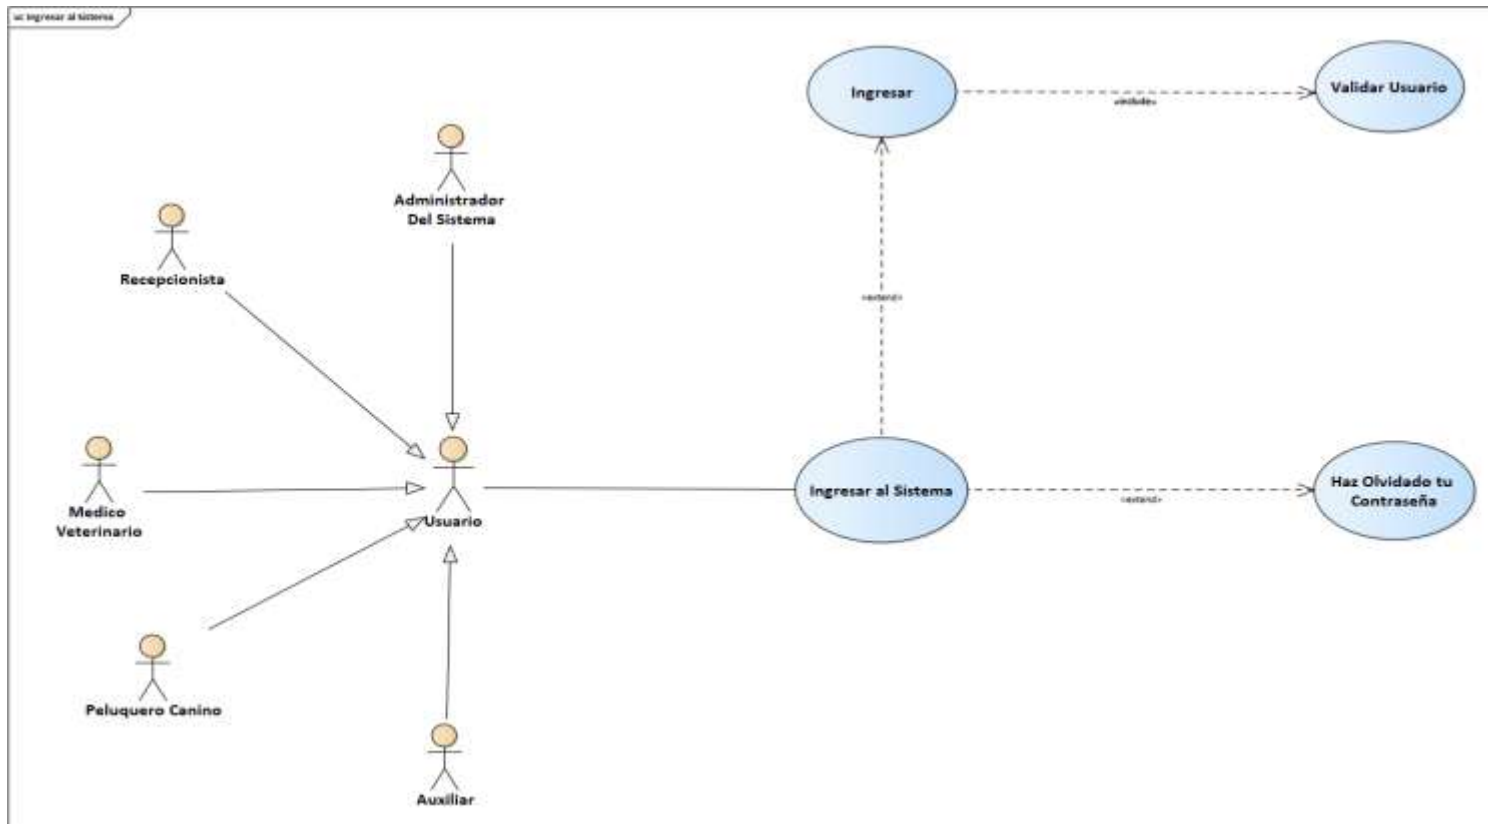 uc Ingresar al Sistema
Ingresar
«include»
Validar Usuario
Administrador
Del Sistema
Recepcionista
«extend»
Medico
Veterinario
Usuario
Ingresar al Sistema
«extend»
Haz Olvidado tu
Contraseña
Peluquero Canino
Auxiliar